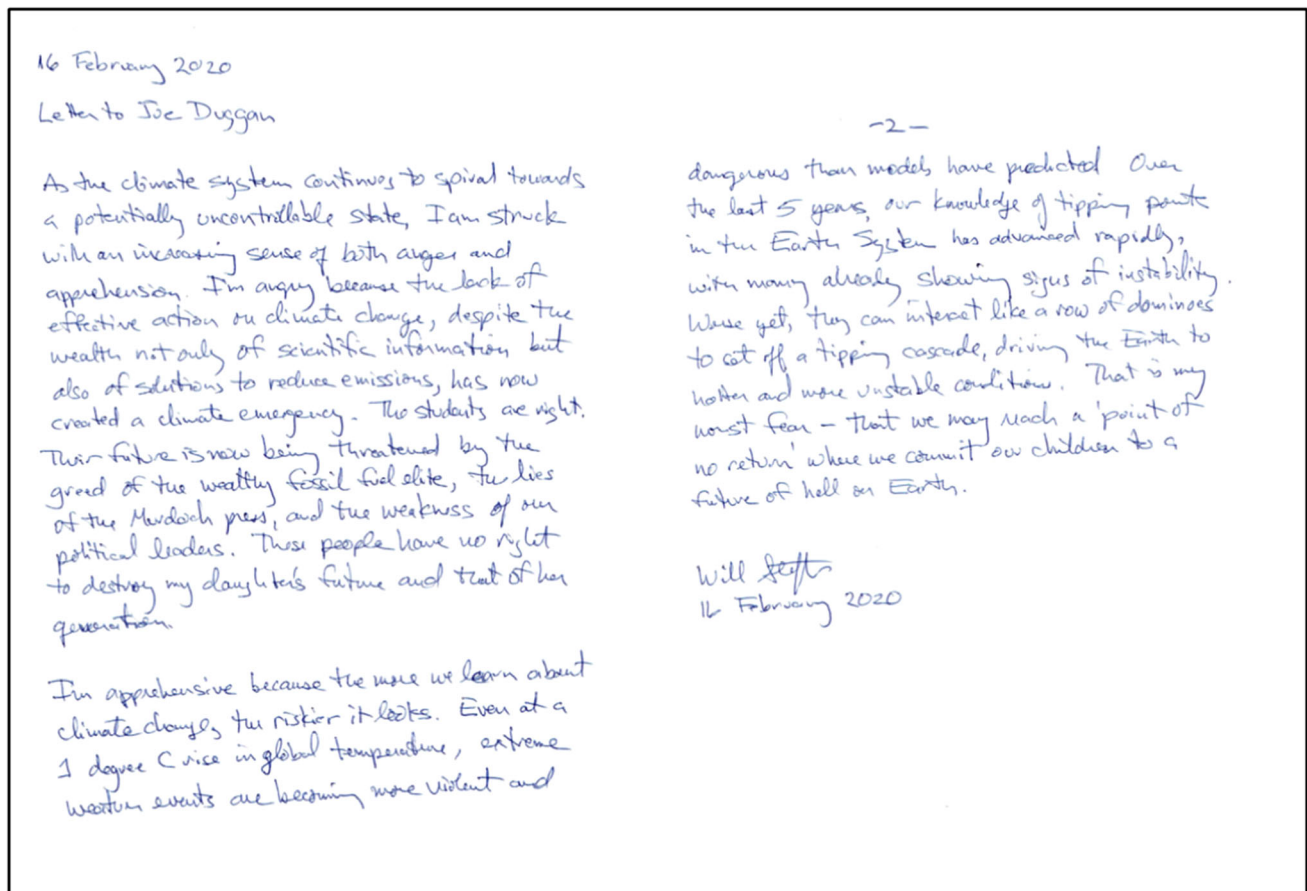 16 February 2020
Letter to Joe Duggan
As the climate system continues to spiral towards
a potentially uncontrollable state, I am struck
with an increasing sense of both anger and
apprehension. I'm angry because the lack of
effective action on climate change, despite the
wealth not only of scientific information but
also of solutions to reduce emissions, has now
created a climate emergency. The students are right.
Their future is now being threatened by the
greed of the wealthy fossil fuel elite, the lies
of the Murdoch press, and the weakness of our
political leaders. These people have no right
to destroy my daughter's future and that of her
generation.
I'm apprehensive because the more we learn about
climate change, the riskier it looks. Even at a
1 degree C rise in global temperature, extreme
weather events are becoming more violent and
-2-
dangerous than models have predicted Over
the last 5 years, our knowledge of tipping points
in the Earth System has advanced rapidly,
with many already showing signs of instability.
Worse yet, they can interact like a row of dominoes
to set off a tipping cascade, driving the Earth to
hotter and more unstable conditions. That is my
worst fear – that we may reach a 'point of
no return' where we commit our children to a
future of hell on Earth.
Will Steffen
16 February 2020